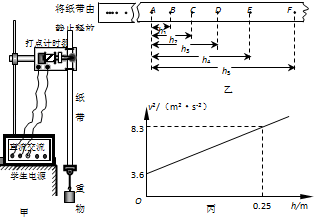 将纸带由
静止释放
打点计时器
纸
带
直流交流
学生电源
重
物
甲
A B C D E F
h₁
h₂
h₃
h₄
h₅
乙
v²/（m²·s⁻²）
8.3
3.6
O
0.25
h/m
丙